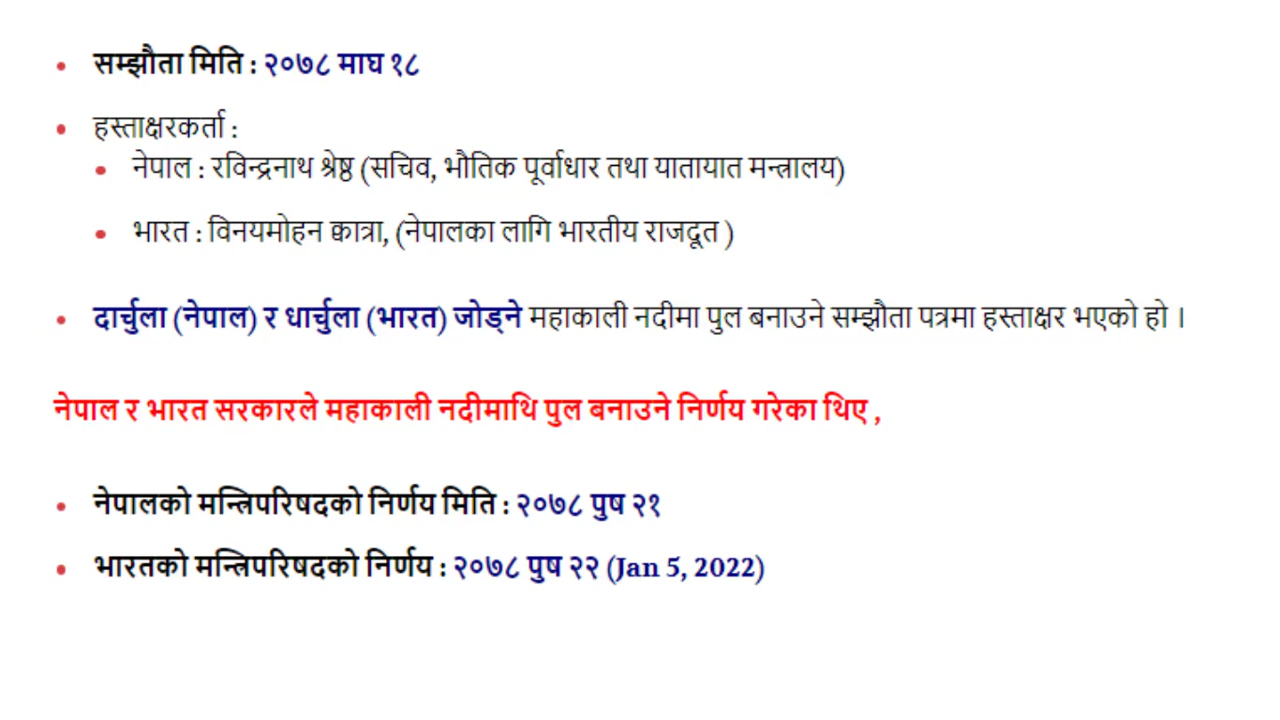 सम्झौता मिति : २०७८ माघ १८
हस्ताक्षरकर्ता :
नेपाल : रविन्द्रनाथ श्रेष्ठ (सचिव, भौतिक पूर्वाधार तथा यातायात मन्त्रालय)
भारत : विनयमोहन क्वात्रा, (नेपालका लागि भारतीय राजदूत )
दार्चुला (नेपाल) र धार्चुला (भारत) जोड्ने महाकाली नदीमा पुल बनाउने सम्झौता पत्रमा हस्ताक्षर भएको हो ।
नेपाल र भारत सरकारले महाकाली नदीमाथि पुल बनाउने निर्णय गरेका थिए ,
नेपालको मन्त्रिपरिषदको निर्णय मिति : २०७८ पुष २१
भारतको मन्त्रिपरिषदको निर्णय : २०७८ पुष २२ (Jan 5, 2022)